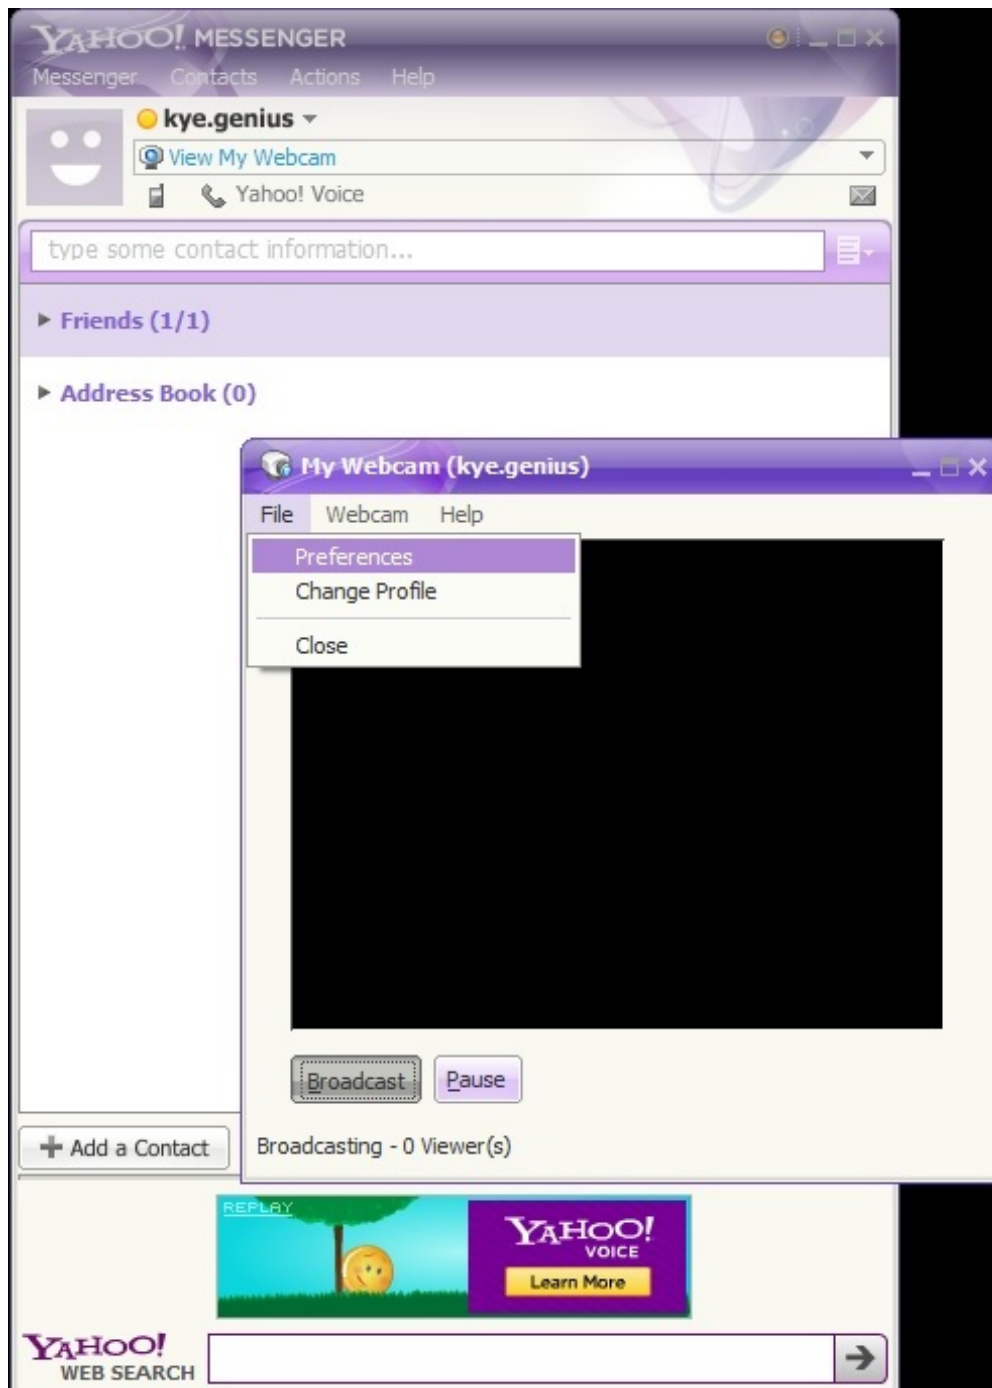 YAHOO! MESSENGER
Messenger Contacts Actions Help
kye.genius
View My Webcam
Yahoo! Voice
type some contact information...
Friends (1/1)
Address Book (0)
My Webcam (kye.genius)
File Webcam Help
Preferences
Change Profile
Close
Broadcast Pause
Broadcasting - 0 Viewer(s)
+ Add a Contact
REPLAY
YAHOO!
VOICE
Learn More
YAHOO!
WEB SEARCH